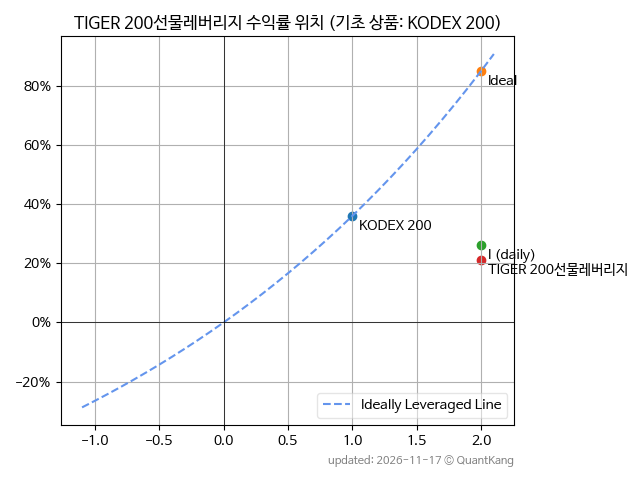 TIGER 200선물레버리지 수익률 위치 (기초 상품: KODEX 200)
80%
60%
40%
20%
0%
−20%
Ideal
KODEX 200
I (daily)
TIGER 200선물레버리지
Ideally Leveraged Line
−1.0 −0.5 0.0 0.5 1.0 1.5 2.0
updated: 2026-11-17 © QuantKang